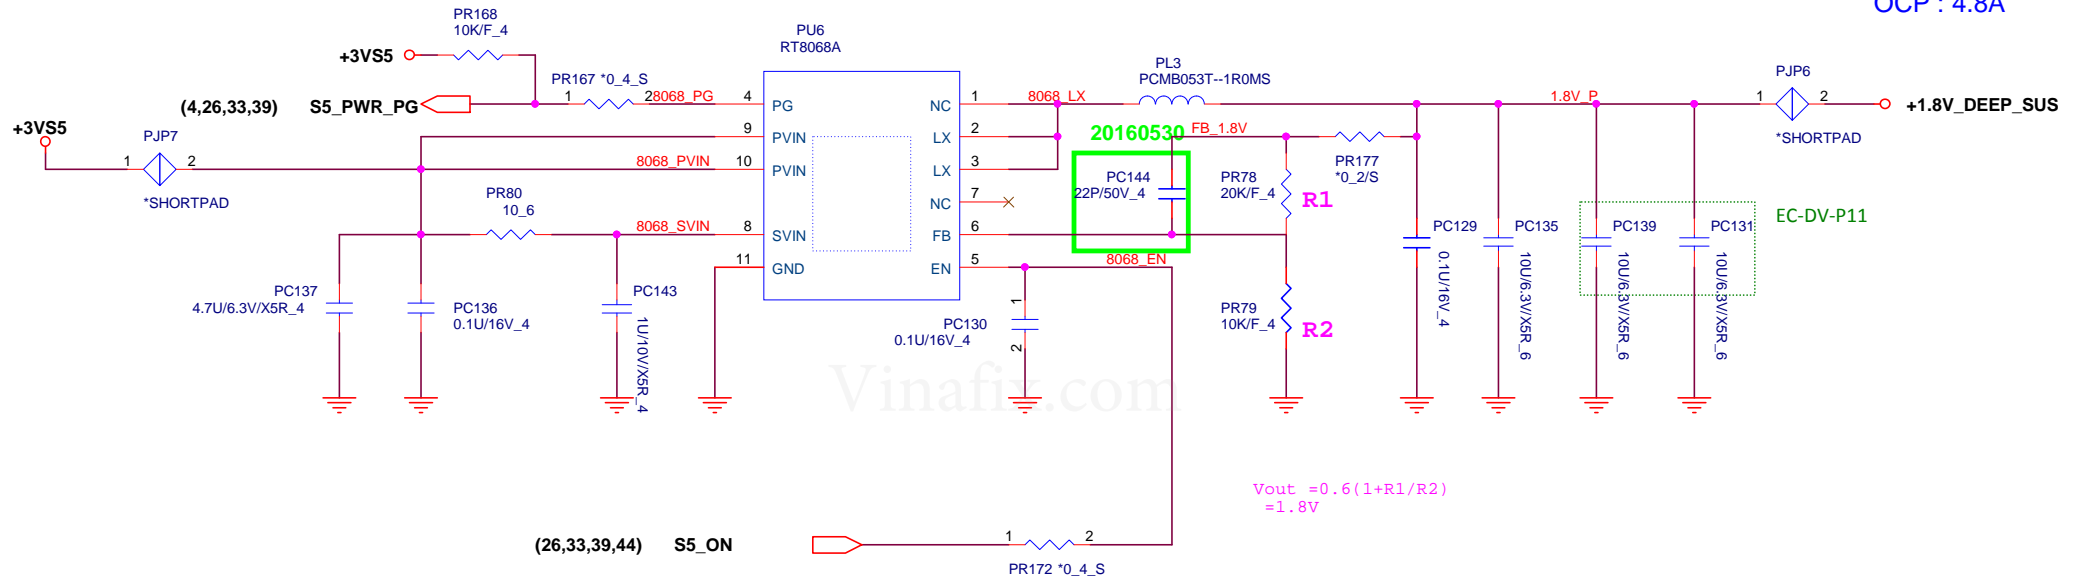 OCP : 4.8A
PR168
10K/F_4
+3VS5
PU6
RT8068A
PL3
PCMB053T--1R0MS
PJP6
1
2
+1.8V_DEEP_SUS
*SHORTPAD
PR167 *0_4_S
1
2
8068_PG
(4,26,33,39)
S5_PWR_PG
4
PG
NC
1
8068_LX
1.8V_P
+3VS5
PJP7
1
2
*SHORTPAD
9
PVIN
LX
2
20160530
FB_1.8V
8068_PVIN
10
PVIN
LX
3
PR177
*0_2/S
PC144
22P/50V_4
PR78
20K/F_4
R1
PR80
10_6
NC
7
EC-DV-P11
8068_SVIN
8
SVIN
FB
6
PC129
0.1U/16V_4
PC135
10U/6.3V/X5R_6
PC139
10U/6.3V/X5R_6
PC131
10U/6.3V/X5R_6
11
GND
EN
5
8068_EN
PC137
4.7U/6.3V/X5R_4
PC136
0.1U/16V_4
PC143
1U/10V/X5R_4
PC130
0.1U/16V_4
1
2
PR79
10K/F_4
R2
Vinafix.com
Vout =0.6(1+R1/R2)
=1.8V
(26,33,39,44)
S5_ON
1
2
PR172 *0_4_S